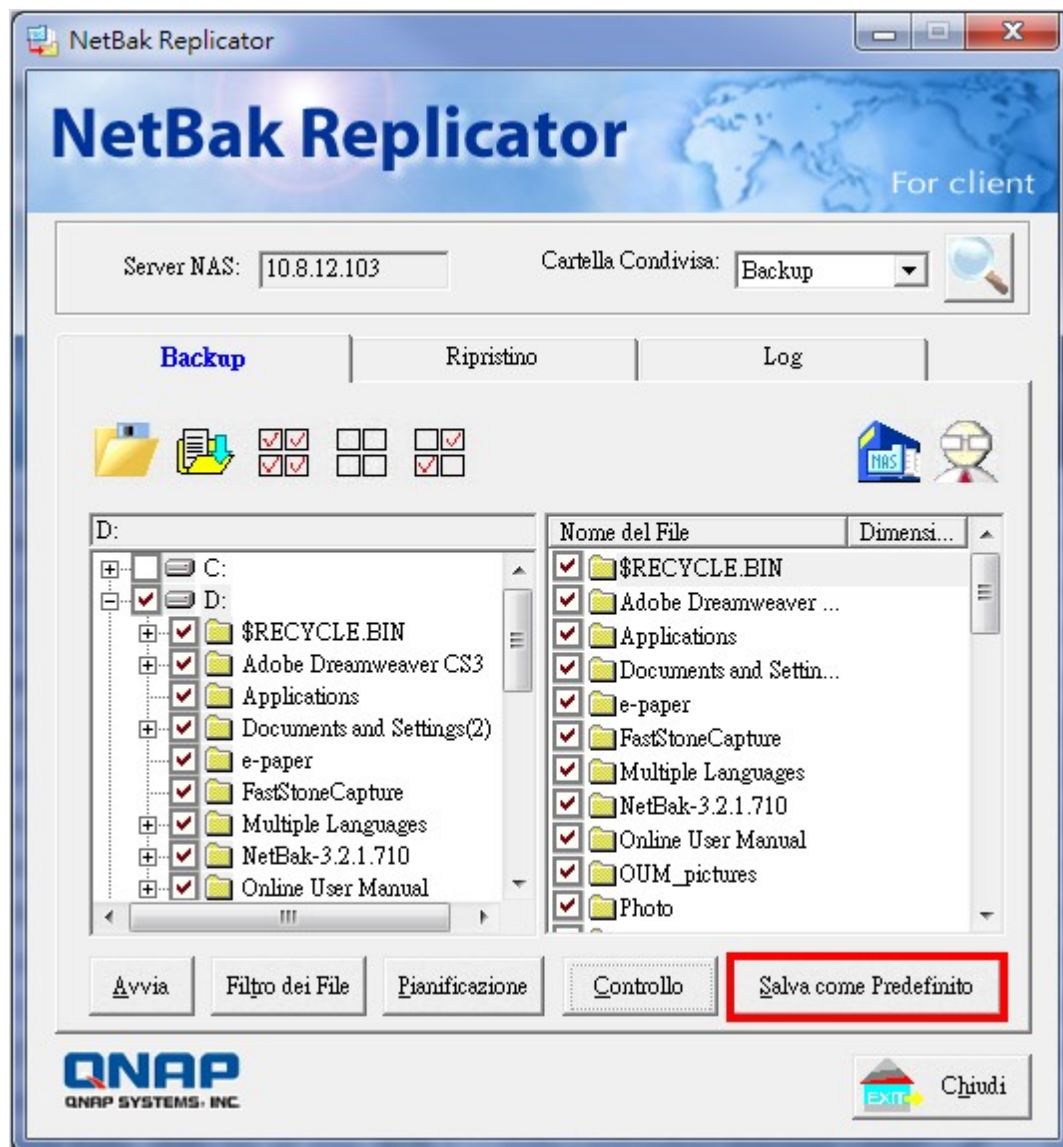 NetBak Replicator
NetBak Replicator
For client
Server NAS: 10.8.12.103 Cartella Condivisa: Backup
Backup Ripristino Log
NAS
D:
C:
D:
$RECYCLE.BIN
Adobe Dreamweaver CS3
Applications
Documents and Settings(2)
e-paper
FastStoneCapture
Multiple Languages
NetBak-3.2.1.710
Online User Manual
Nome del File Dimensi...
$RECYCLE.BIN
Adobe Dreamweaver ...
Applications
Documents and Settin...
e-paper
FastStoneCapture
Multiple Languages
NetBak-3.2.1.710
Online User Manual
OUM_pictures
Photo
Avvia Filtro dei File Pianificazione Controllo Salva come Predefinito
QNAP
QNAP SYSTEMS, INC.
EXIT Chiudi